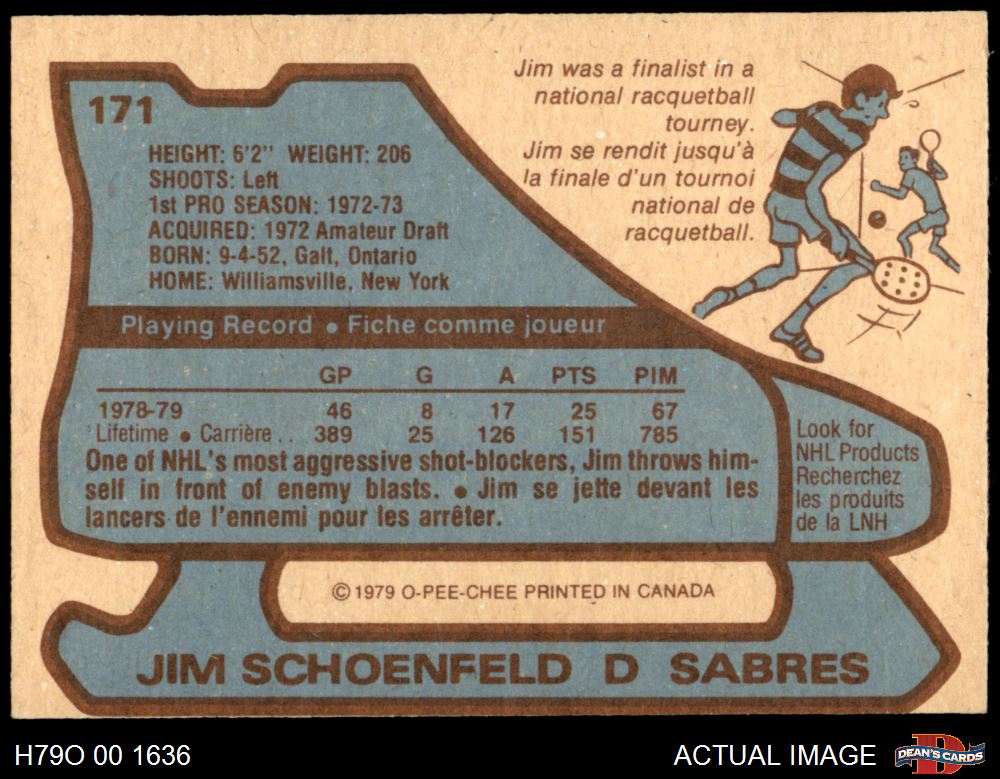 171
HEIGHT: 6'2" WEIGHT: 206
SHOOTS: Left
1st PRO SEASON: 1972-73
ACQUIRED: 1972 Amateur Draft
BORN: 9-4-52, Galt, Ontario
HOME: Williamsville, New York
Jim was a finalist in a
national racquetball
tourney.
Jim se rendit jusqu'à
la finale d'un tournoi
national de
racquetball.
Playing Record • Fiche comme joueur
GP G A PTS PIM
1978-79 46 8 17 25 67
Lifetime • Carrière . . 389 25 126 151 785
One of NHL's most aggressive shot-blockers, Jim throws him-
self in front of enemy blasts. • Jim se jette devant les
lancers de l'ennemi pour les arrêter.
Look for
NHL Products
Recherchez
les produits
de la LNH
© 1979 O-PEE-CHEE PRINTED IN CANADA
JIM SCHOENFELD D SABRES
H79O 00 1636
ACTUAL IMAGE
D
DEAN'S CARDS